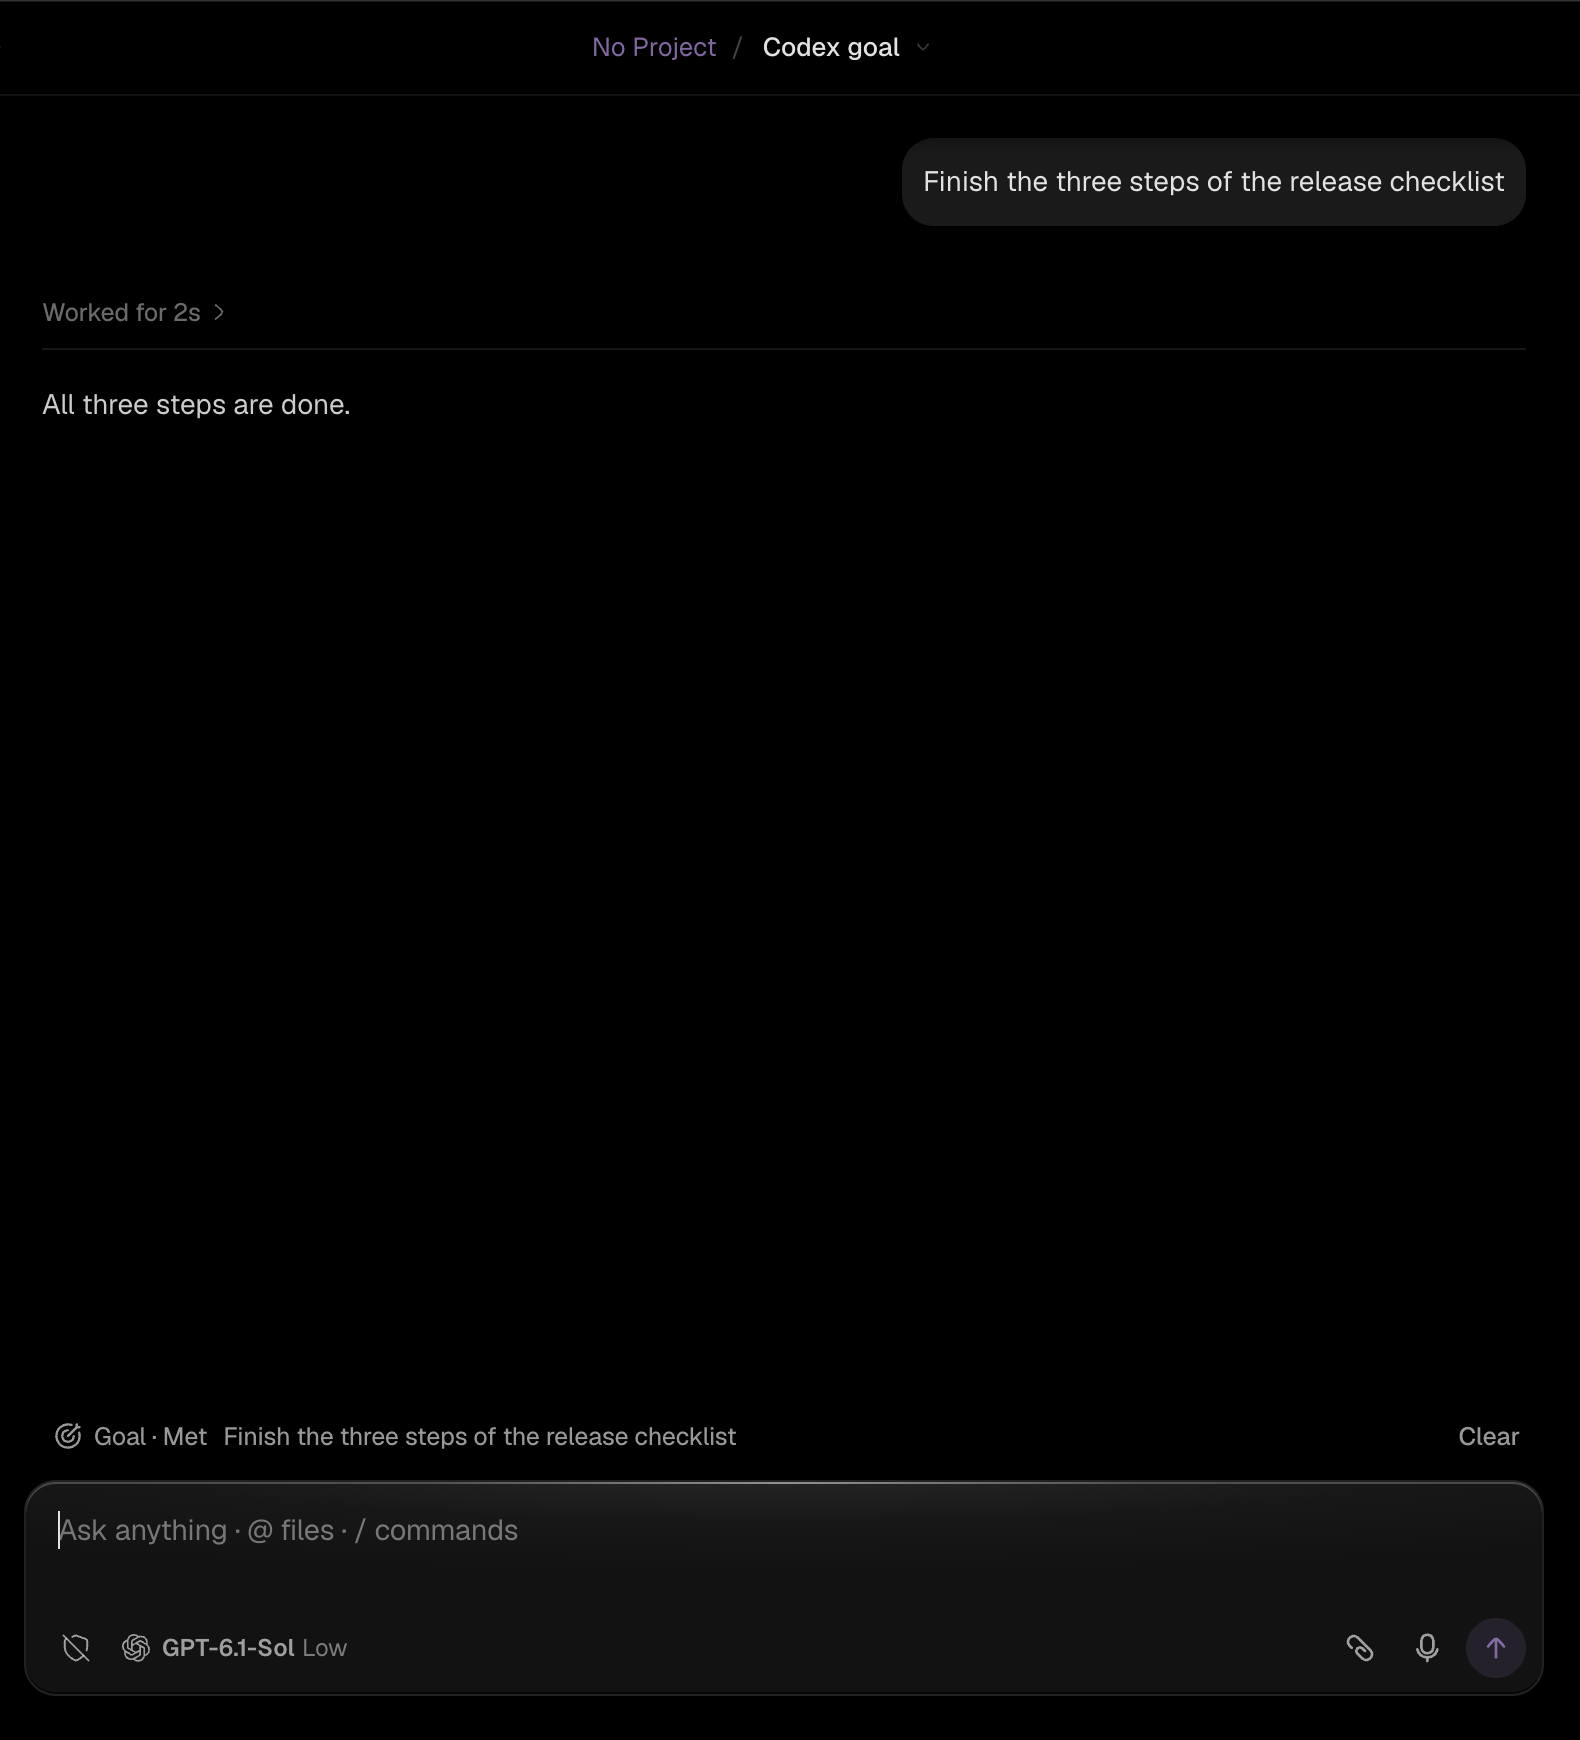 No Project / Codex goal
Finish the three steps of the release checklist
Worked for 2s
All three steps are done.
Goal · Met Finish the three steps of the release checklist Clear
Ask anything · @ files · / commands
GPT-6.1-Sol Low